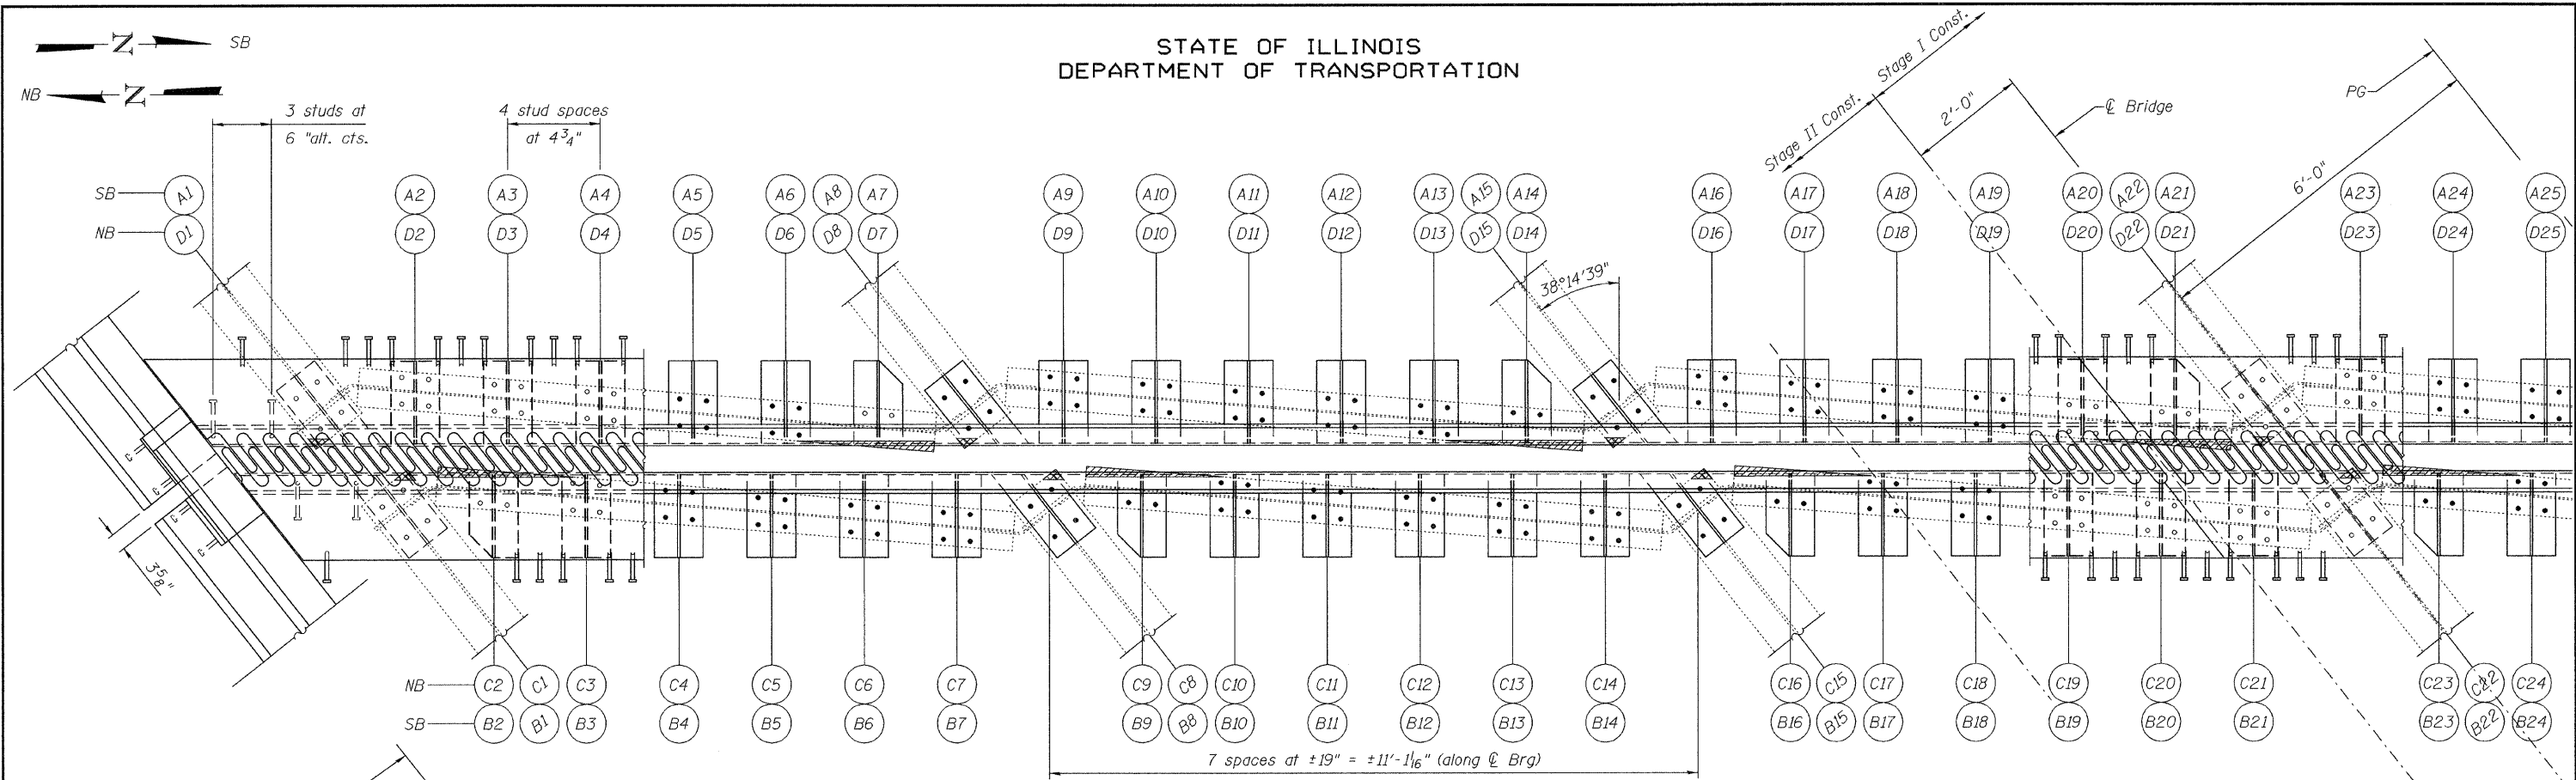 STATE OF ILLINOIS
DEPARTMENT OF TRANSPORTATION
N SB
NB N
3 studs at
6 "alt. cts.
4 stud spaces
at 4 3/4"
Stage I Const.
Stage II Const.
2'-0"
℄ Bridge
PG
6'-0"
38°14'39"
SB A1 A2 A3 A4 A5 A6 A8 A7 A9 A10 A11 A12 A13 A15 A14 A16 A17 A18 A19 A20 A22 A21 A23 A24 A25
NB D1 D2 D3 D4 D5 D6 D8 D7 D9 D10 D11 D12 D13 D15 D14 D16 D17 D18 D19 D20 D22 D21 D23 D24 D25
C
C
C
C
3 5/8"
NB C2 C1 C3 C4 C5 C6 C7 C9 C8 C10 C11 C12 C13 C14 C16 C15 C17 C18 C19 C20 C21 C23 C22 C24
SB B2 B1 B3 B4 B5 B6 B7 B9 B8 B10 B11 B12 B13 B14 B16 B15 B17 B18 B19 B20 B21 B23 B22 B24
7 spaces at ±19" = ±11'-1 1/16" (along ℄ Brg)